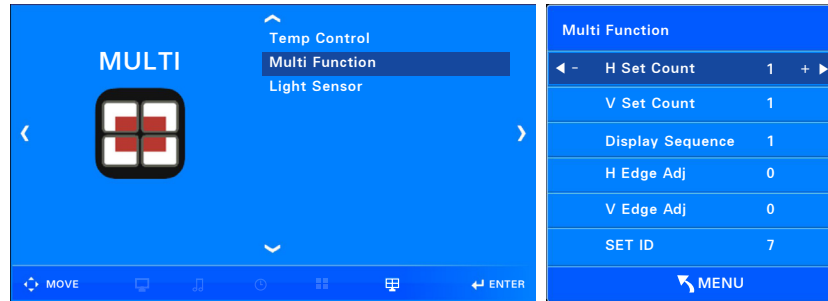 MULTI
Temp Control
Multi Function
Light Sensor
MOVE
ENTER
Multi Function
- H Set Count 1 +
V Set Count 1
Display Sequence 1
H Edge Adj 0
V Edge Adj 0
SET ID 7
MENU